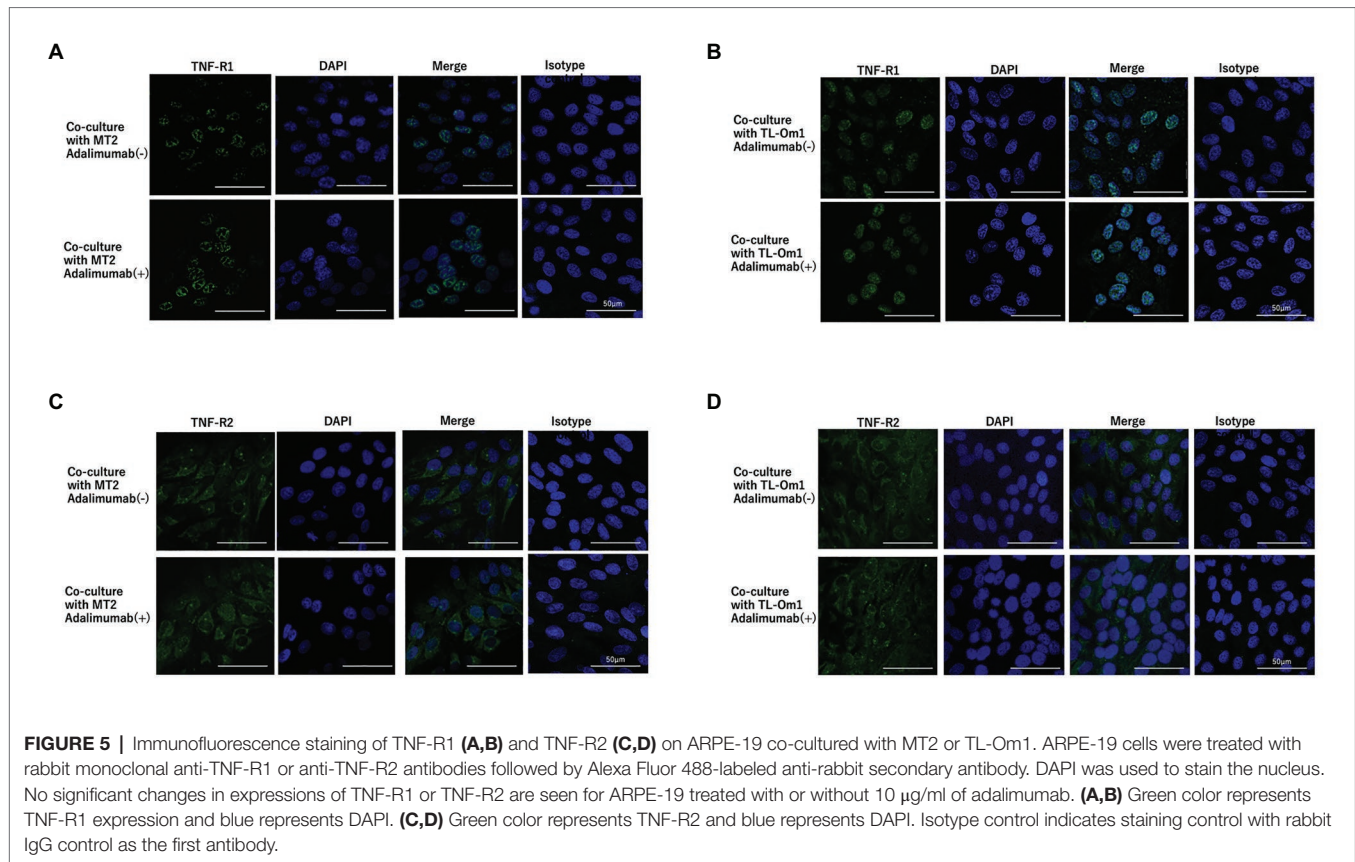 A
TNF-R1 DAPI Merge Isotype
Co-culture
with MT2
Adalimumab(-)
Co-culture
with MT2
Adalimumab(+)
50μm
B
TNF-R1 DAPI Merge Isotype
Co-culture
with TL-Om1
Adalimumab(-)
Co-culture
with TL-Om1
Adalimumab(+)
50μm
C
TNF-R2 DAPI Merge Isotype
Co-culture
with MT2
Adalimumab(-)
Co-culture
with MT2
Adalimumab(+)
50μm
D
TNF-R2 DAPI Merge Isotype
Co-culture
with TL-Om1
Adalimumab(-)
Co-culture
with TL-Om1
Adalimumab(+)
50μm
FIGURE 5 | Immunofluorescence staining of TNF-R1 (A,B) and TNF-R2 (C,D) on ARPE-19 co-cultured with MT2 or TL-Om1. ARPE-19 cells were treated with
rabbit monoclonal anti-TNF-R1 or anti-TNF-R2 antibodies followed by Alexa Fluor 488-labeled anti-rabbit secondary antibody. DAPI was used to stain the nucleus.
No significant changes in expressions of TNF-R1 or TNF-R2 are seen for ARPE-19 treated with or without 10 μg/ml of adalimumab. (A,B) Green color represents
TNF-R1 expression and blue represents DAPI. (C,D) Green color represents TNF-R2 and blue represents DAPI. Isotype control indicates staining control with rabbit
IgG control as the first antibody.